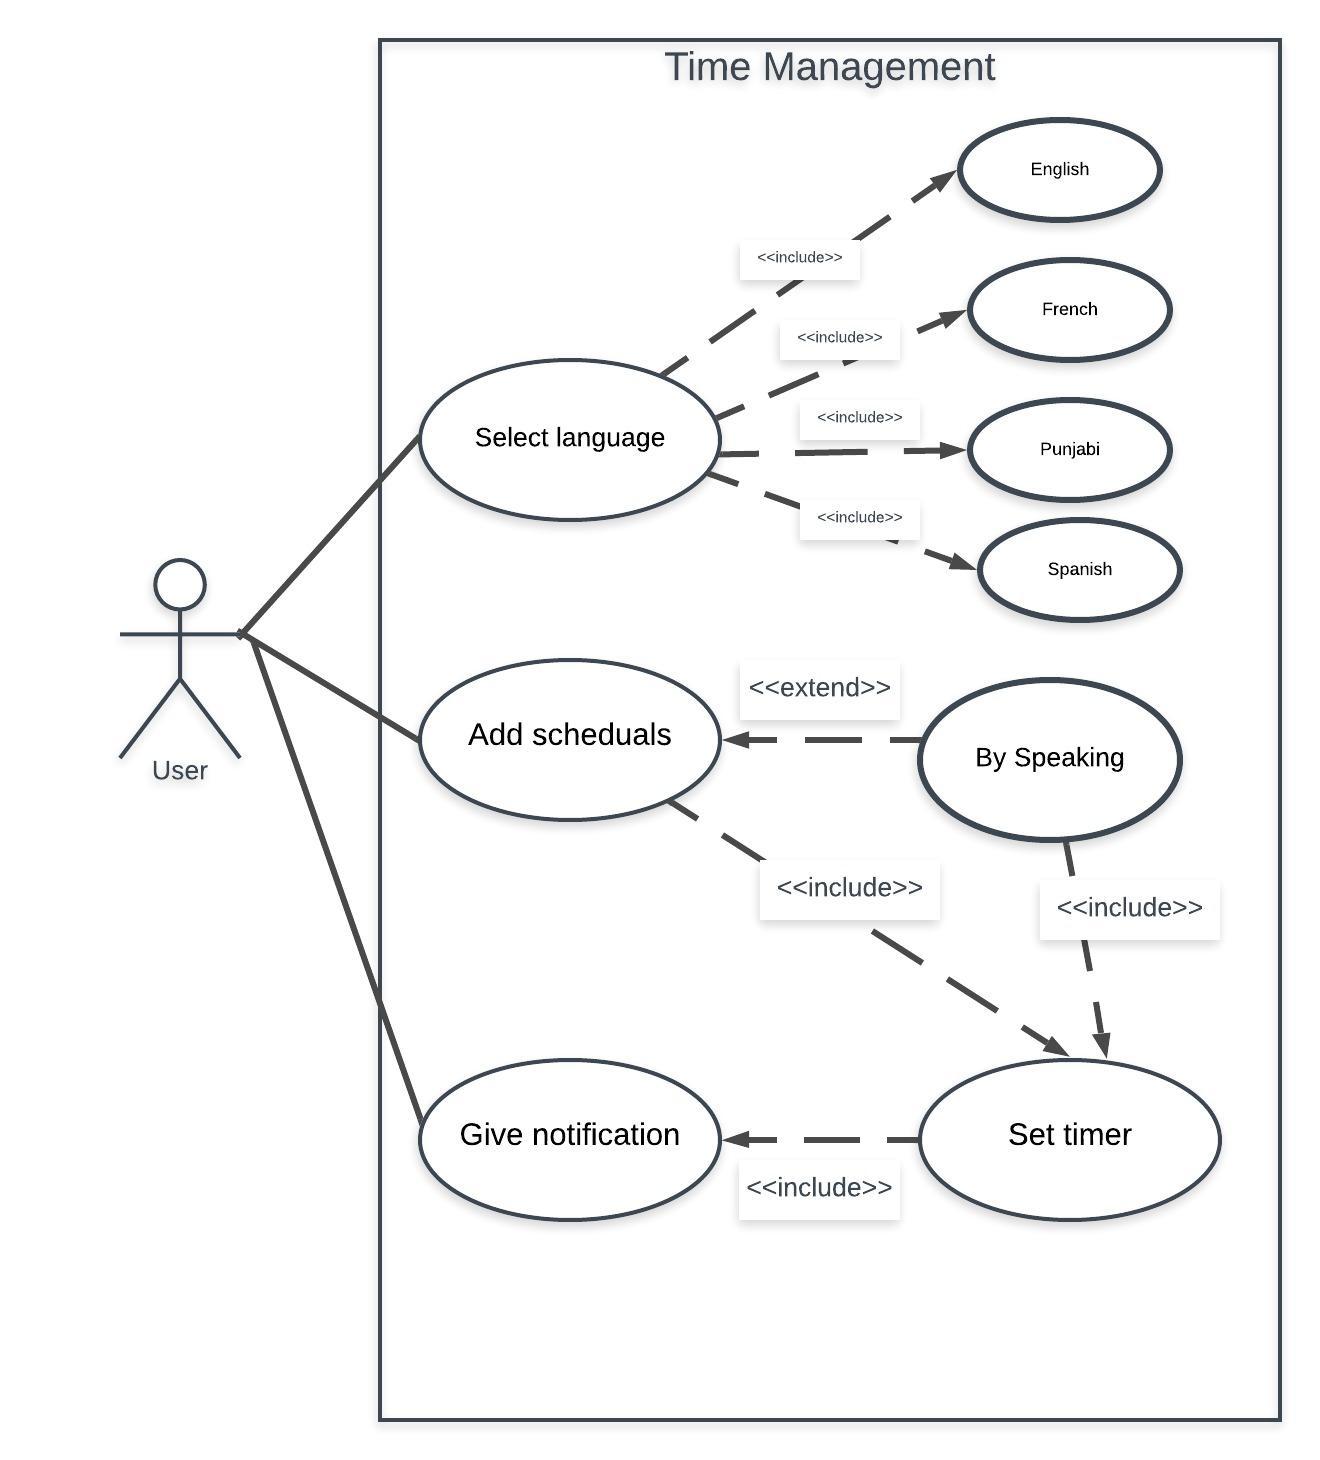 Time Management
English
<<include>>
French
<<include>>
<<include>>
Select language
Punjabi
<<include>>
Spanish
<<extend>>
Add scheduals
By Speaking
User
<<include>>
<<include>>
Give notification
Set timer
<<include>>